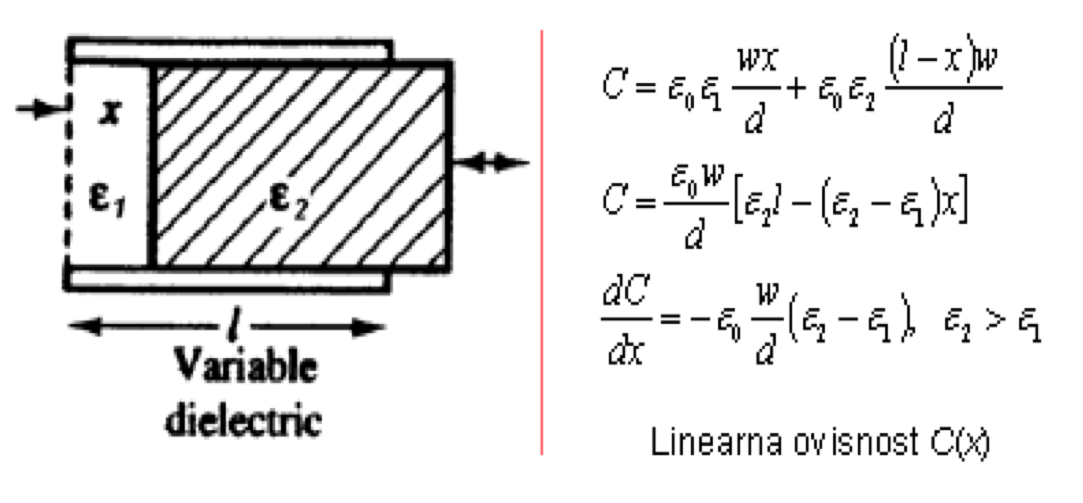 x
ε₁
ε₂
l
Variable
dielectric
C = ε₀ε₁ wx/d + ε₀ε₂ (l − x)w/d
C = ε₀w/d [ε₂l − (ε₂ − ε₁)x]
dC/dx = −ε₀ w/d (ε₂ − ε₁), ε₂ > ε₁
Linearna ovisnost C(x)